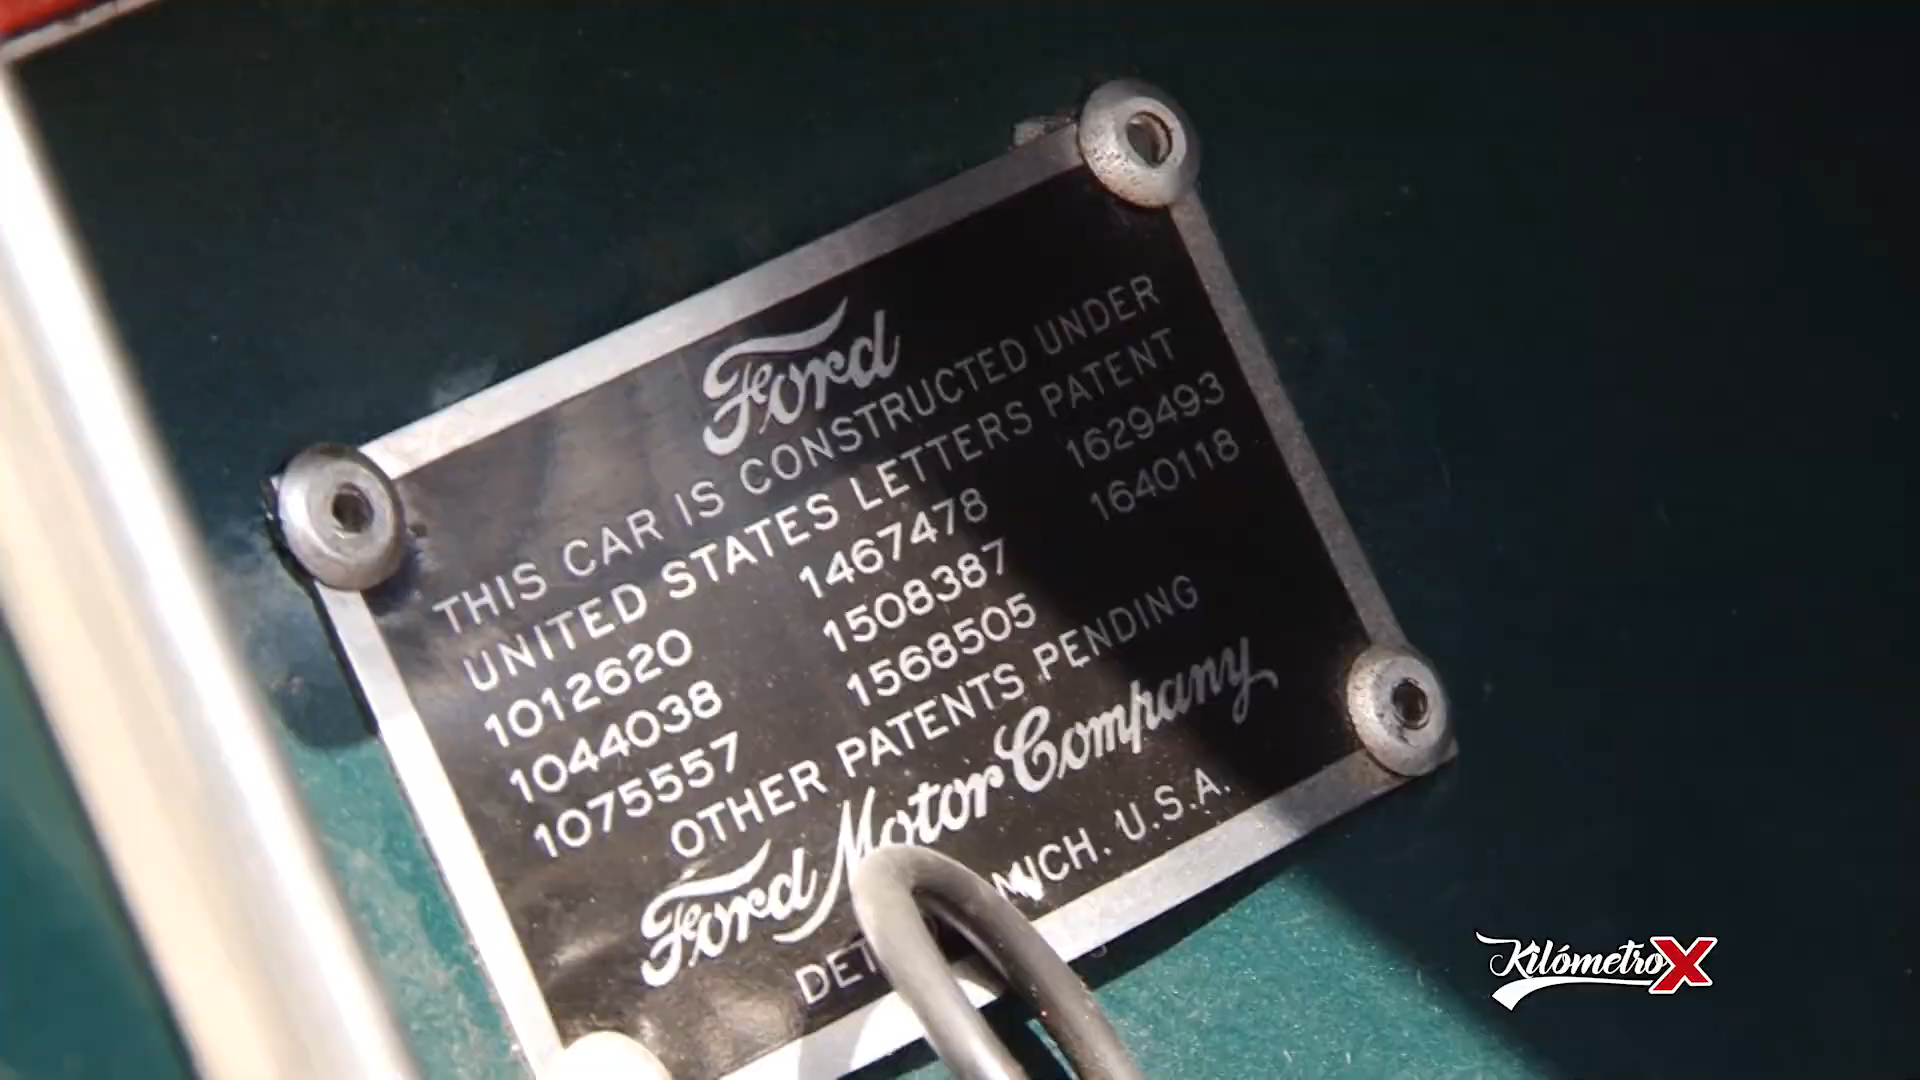 Ford
THIS CAR IS CONSTRUCTED UNDER
UNITED STATES LETTERS PATENT
1012620 1467478 1629493
1044038 1508387 1640118
1075557 1568505
OTHER PATENTS PENDING
Ford Motor Company
MICH. U.S.A.
KilómetroX